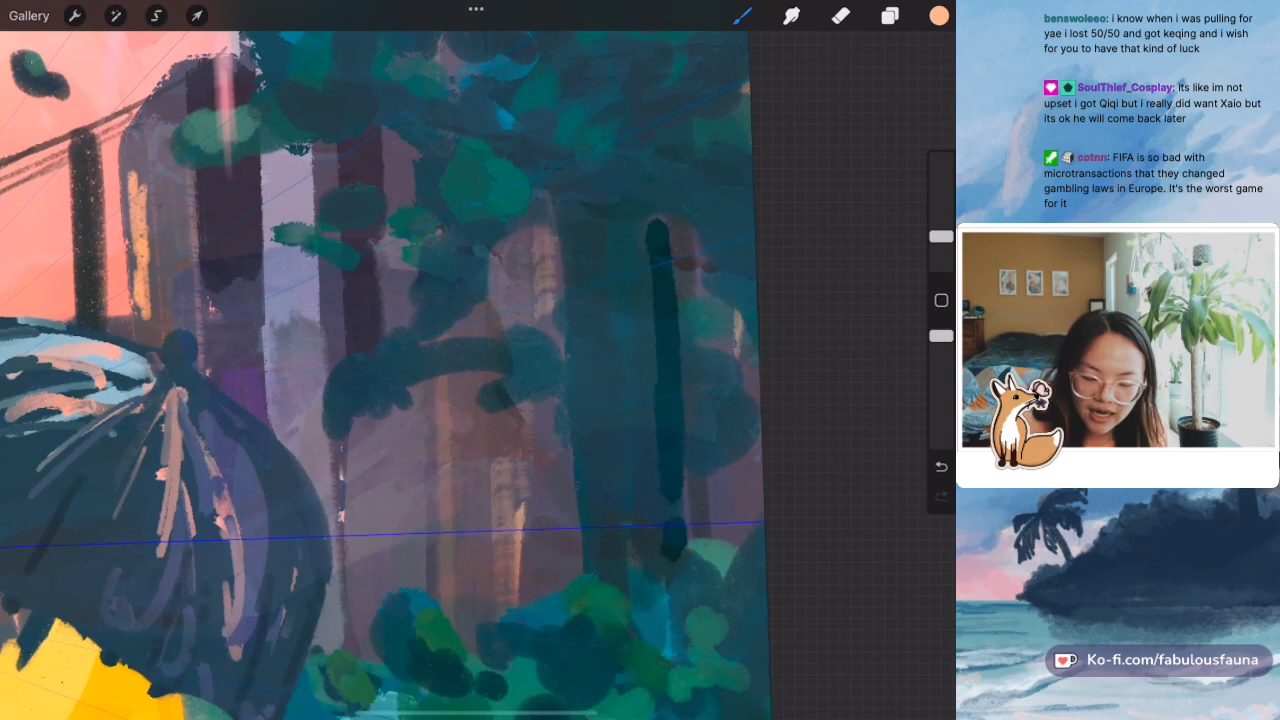 Gallery
benswoleeo: i know when i was pulling for
yae i lost 50/50 and got keqing and i wish
for you to have that kind of luck
SoulThief_Cosplay: its like im not
upset i got Qiqi but i really did want Xaio but
its ok he will come back later
cotnn: FIFA is so bad with
microtransactions that they changed
gambling laws in Europe. It's the worst game
for it
Ko-fi.com/fabulousfauna